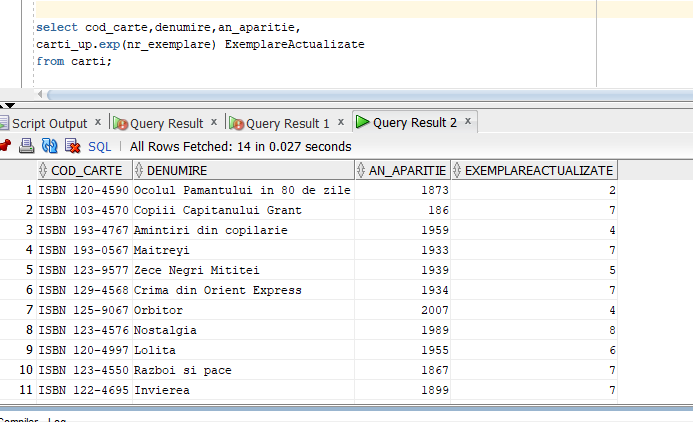 select cod_carte,denumire,an_aparitie,
carti_up.exp(nr_exemplare) ExemplareActualizate
from carti;
Script Output × Query Result × Query Result 1 × Query Result 2 ×
SQL | All Rows Fetched: 14 in 0.027 seconds
COD_CARTE DENUMIRE AN_APARITIE EXEMPLAREACTUALIZATE
1 ISBN 120-4590 Ocolul Pamantului in 80 de zile 1873 2
2 ISBN 103-4570 Copiii Capitanului Grant 186 7
3 ISBN 193-4767 Amintiri din copilarie 1959 4
4 ISBN 193-0567 Maitreyi 1933 7
5 ISBN 123-9577 Zece Negri Mititei 1939 5
6 ISBN 129-4568 Crima din Orient Express 1934 7
7 ISBN 125-9067 Orbitor 2007 4
8 ISBN 123-4576 Nostalgia 1989 8
9 ISBN 120-4997 Lolita 1955 6
10 ISBN 123-4550 Razboi si pace 1867 7
11 ISBN 122-4695 Invierea 1899 7